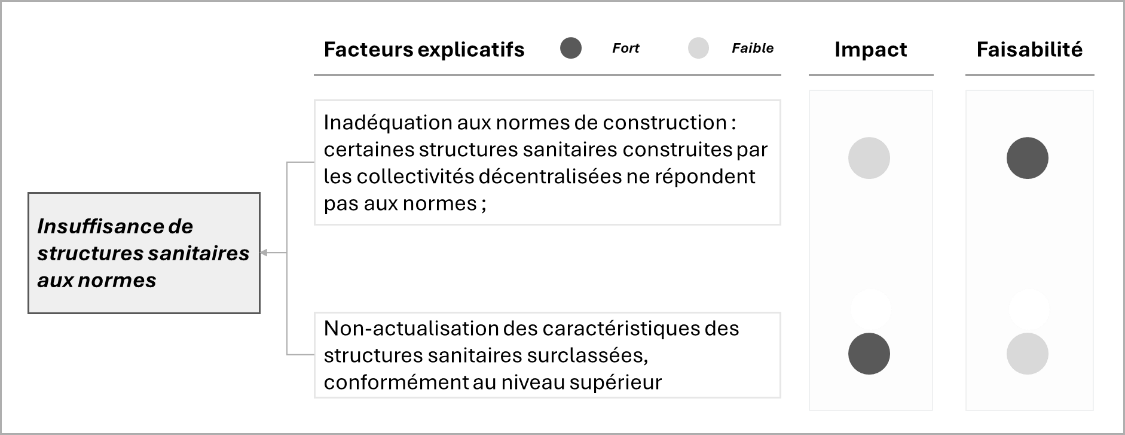 Facteurs explicatifs Fort Faible Impact Faisabilité
Inadéquation aux normes de construction :
certaines structures sanitaires construites par
les collectivités décentralisées ne répondent
pas aux normes ;
Insuffisance de
structures sanitaires
aux normes
Non-actualisation des caractéristiques des
structures sanitaires surclassées,
conformément au niveau supérieur